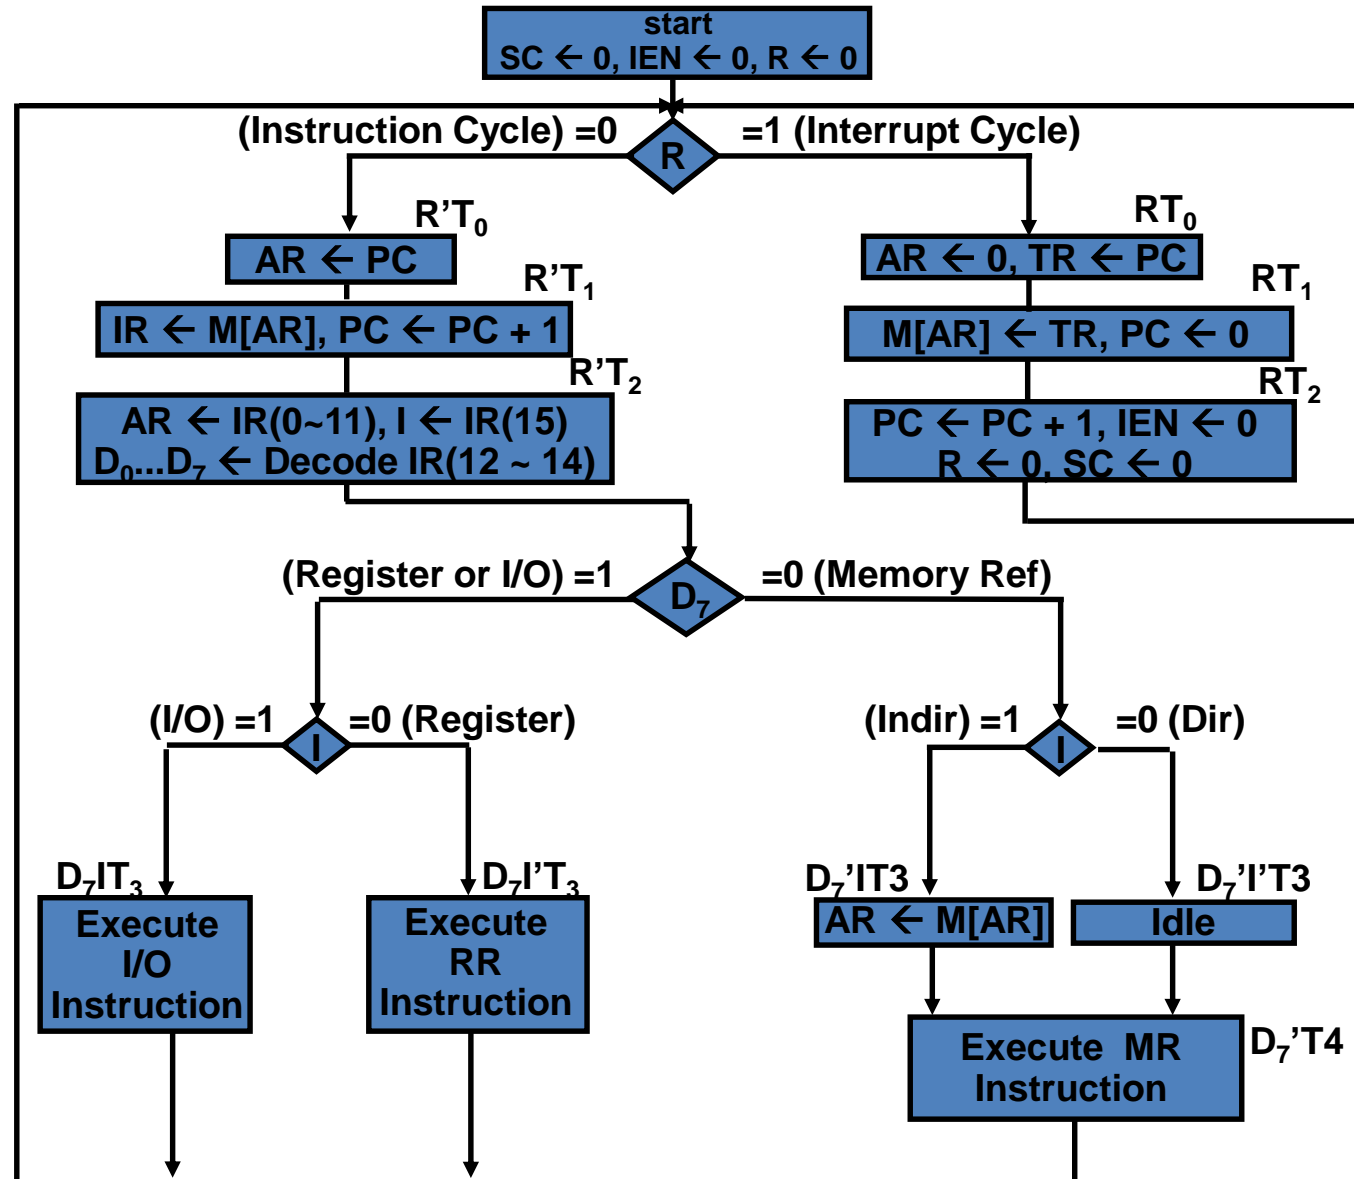 start
SC ← 0, IEN ← 0, R ← 0
(Instruction Cycle) =0
R
=1 (Interrupt Cycle)
R’T₀
AR ← PC
R’T₁
IR ← M[AR], PC ← PC + 1
R’T₂
AR ← IR(0~11), I ← IR(15)
D₀...D₇ ← Decode IR(12 ~ 14)
RT₀
AR ← 0, TR ← PC
RT₁
M[AR] ← TR, PC ← 0
RT₂
PC ← PC + 1, IEN ← 0
R ← 0, SC ← 0
(Register or I/O) =1
D₇
=0 (Memory Ref)
(I/O) =1
I
=0 (Register)
(Indir) =1
I
=0 (Dir)
D₇IT₃
Execute
I/O
Instruction
D₇I’T₃
Execute
RR
Instruction
D₇’IT3
AR ← M[AR]
D₇’I’T3
Idle
Execute MR
Instruction
D₇’T4